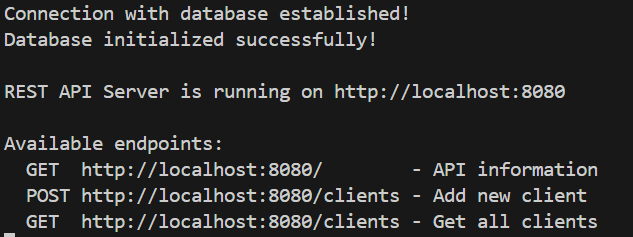 Connection with database established!
Database initialized successfully!
REST API Server is running on http://localhost:8080
Available endpoints:
  GET  http://localhost:8080/        - API information
  POST http://localhost:8080/clients - Add new client
  GET  http://localhost:8080/clients - Get all clients